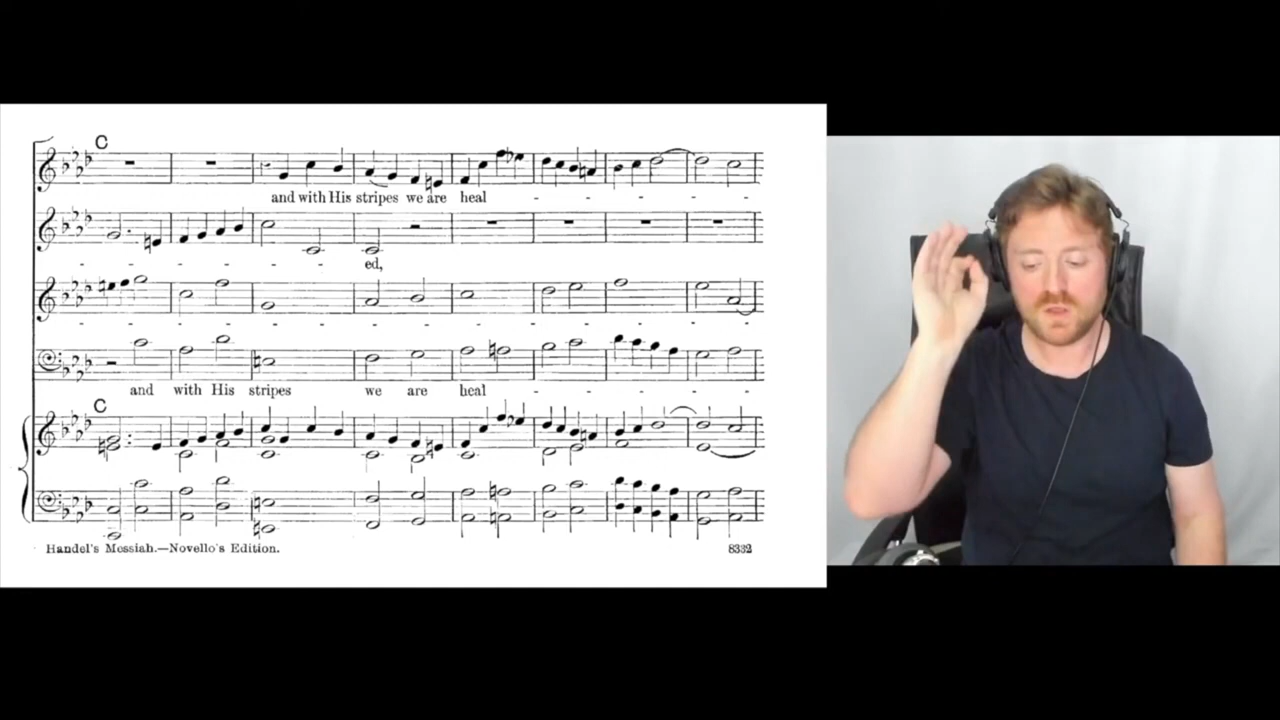 C
and with His stripes we are heal - - - -
- - - - ed,
- - - - - - - - -
and with His stripes we are heal - - - -
C
Handel's Messiah.—Novello's Edition. 8332